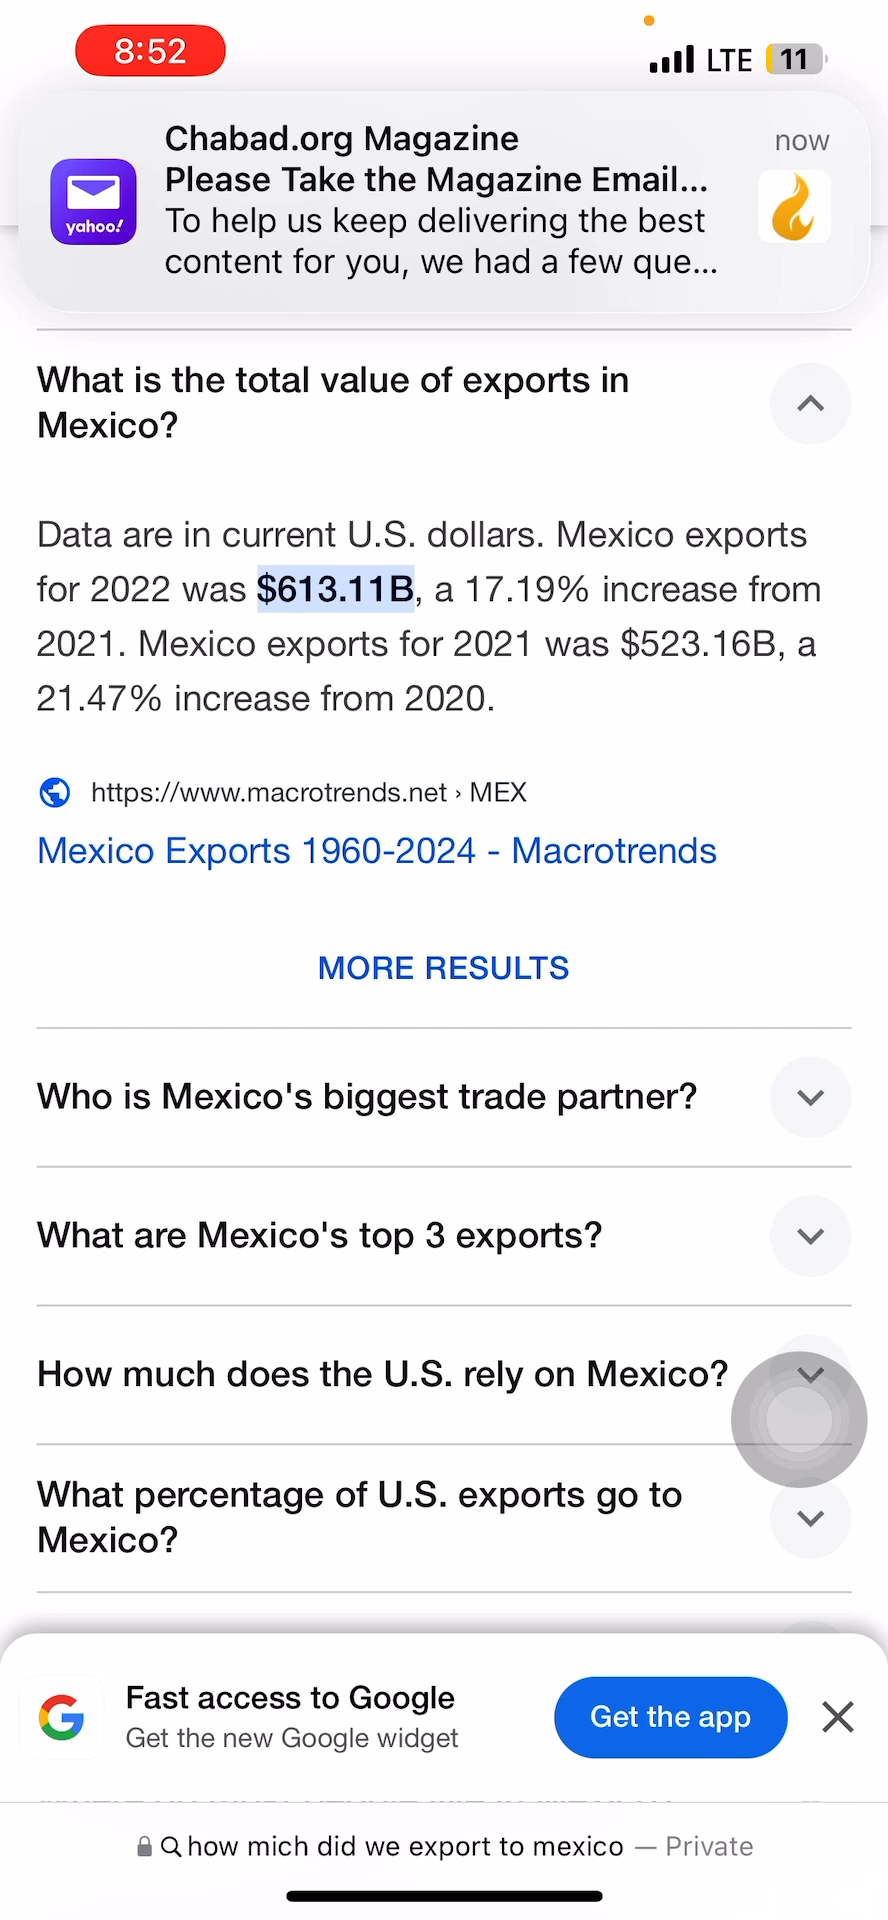 8:52
LTE 11
Chabad.org Magazine
now
Please Take the Magazine Email...
To help us keep delivering the best
content for you, we had a few que...
yahoo!
What is the total value of exports in
Mexico?
Data are in current U.S. dollars. Mexico exports
for 2022 was $613.11B, a 17.19% increase from
2021. Mexico exports for 2021 was $523.16B, a
21.47% increase from 2020.
https://www.macrotrends.net › MEX
Mexico Exports 1960-2024 - Macrotrends
MORE RESULTS
Who is Mexico's biggest trade partner?
What are Mexico's top 3 exports?
How much does the U.S. rely on Mexico?
What percentage of U.S. exports go to
Mexico?
Fast access to Google
Get the new Google widget
Get the app
how mich did we export to mexico — Private